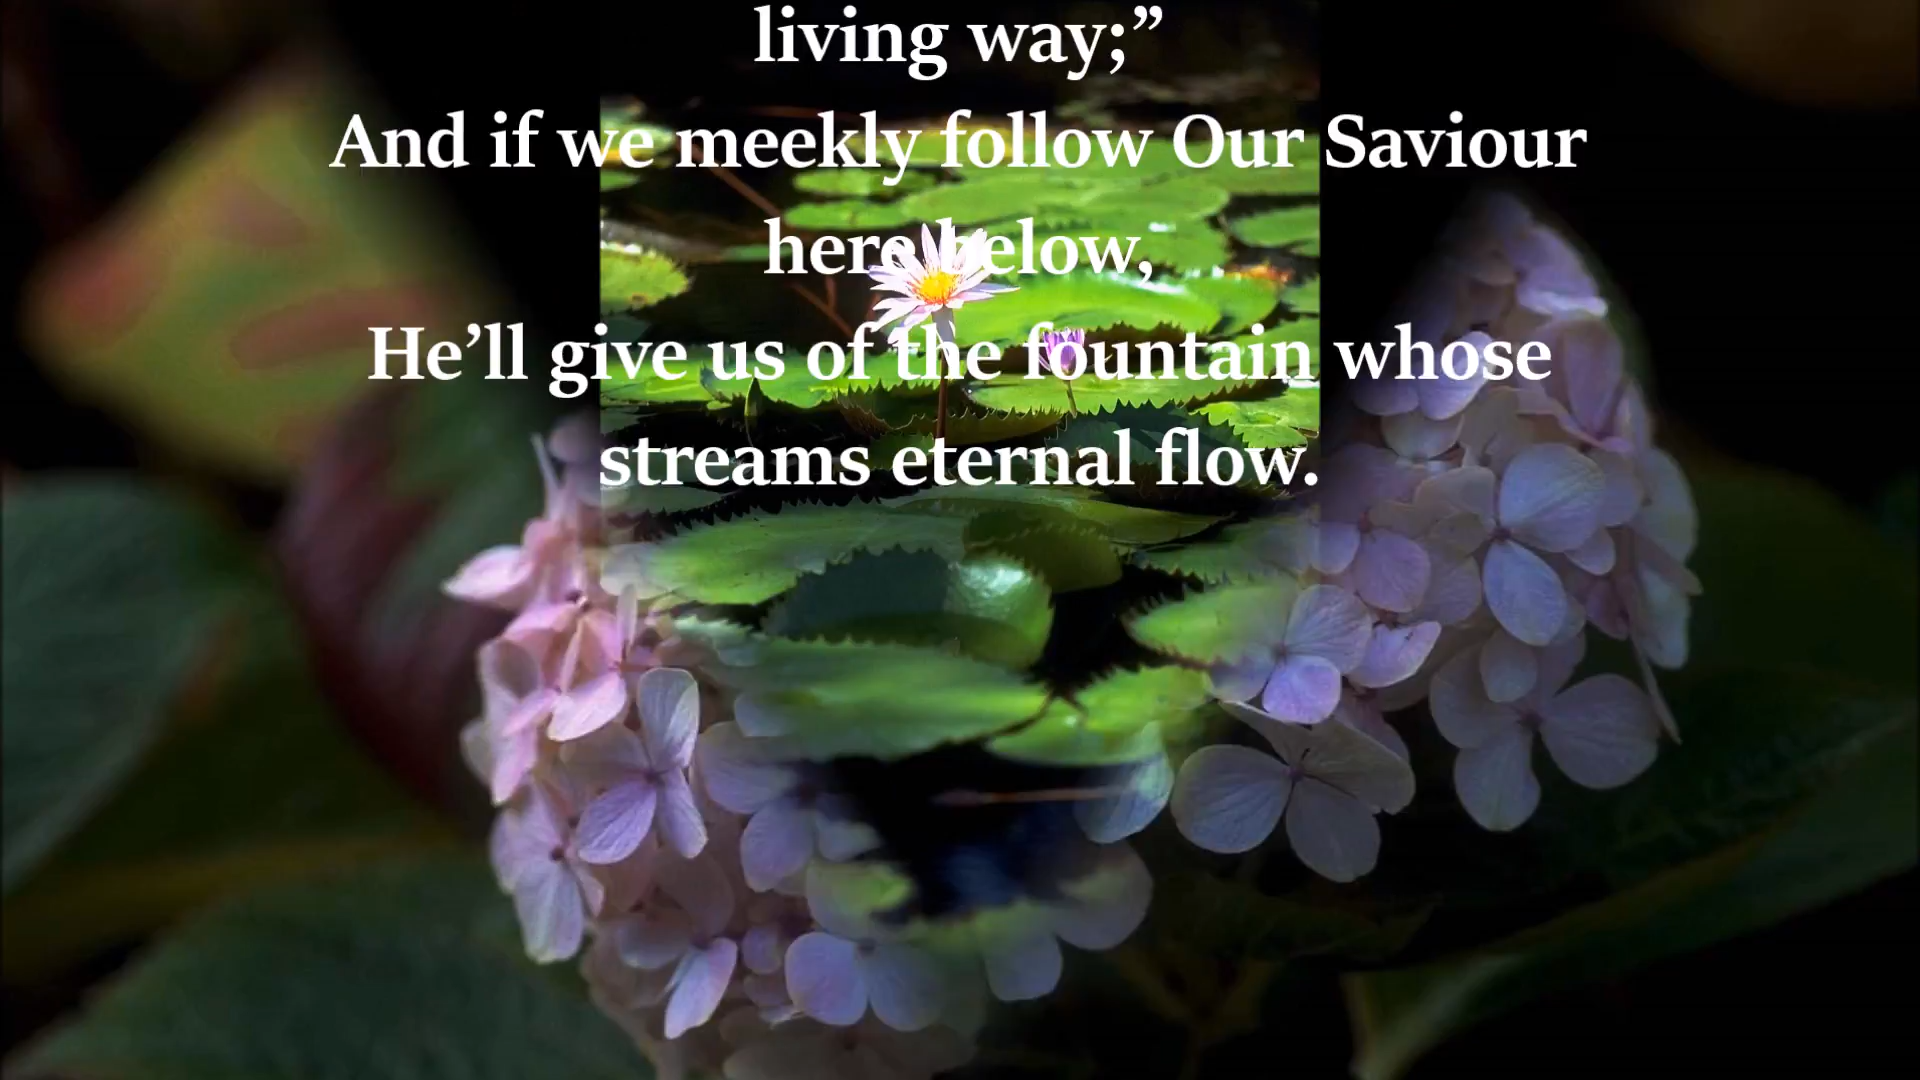 living way;”
And if we meekly follow Our Saviour
here below,
He’ll give us of the fountain whose
streams eternal flow.